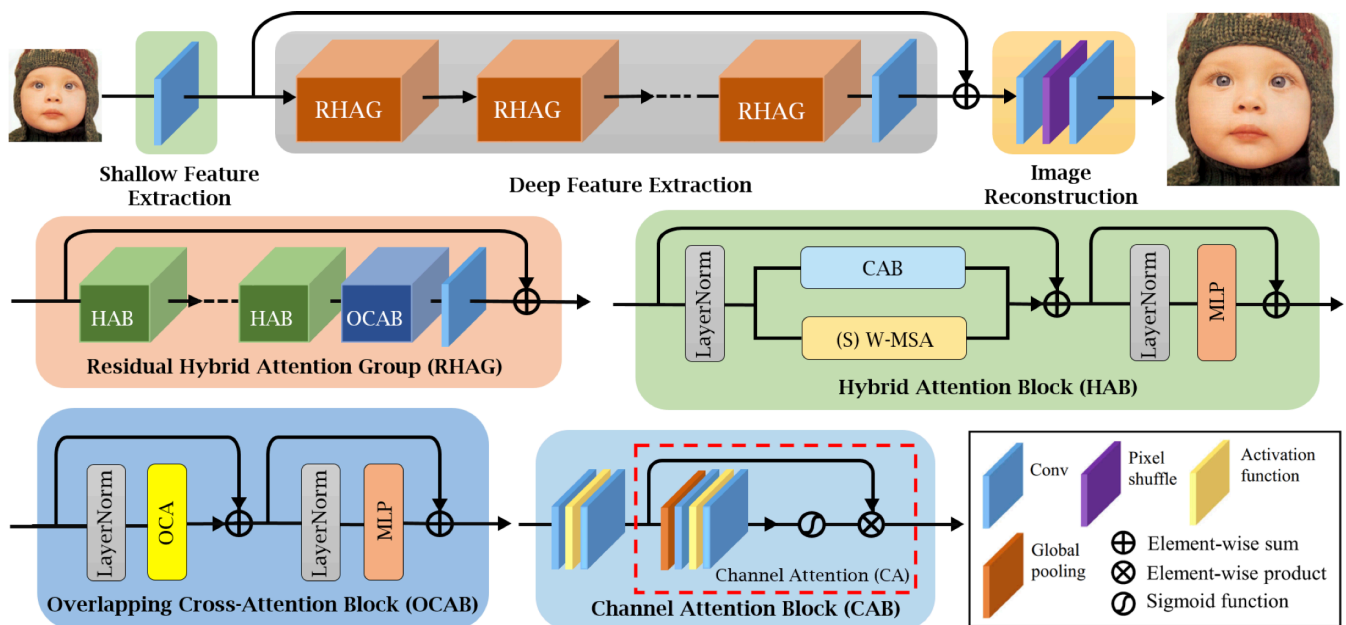 RHAG
RHAG
RHAG
Shallow Feature
Extraction
Deep Feature Extraction
Image
Reconstruction
HAB
HAB
OCAB
Residual Hybrid Attention Group (RHAG)
LayerNorm
CAB
(S) W-MSA
LayerNorm
MLP
Hybrid Attention Block (HAB)
LayerNorm
OCA
LayerNorm
MLP
Overlapping Cross-Attention Block (OCAB)
Channel Attention (CA)
Channel Attention Block (CAB)
Conv
Pixel
shuffle
Activation
function
Global
pooling
Element-wise sum
Element-wise product
Sigmoid function